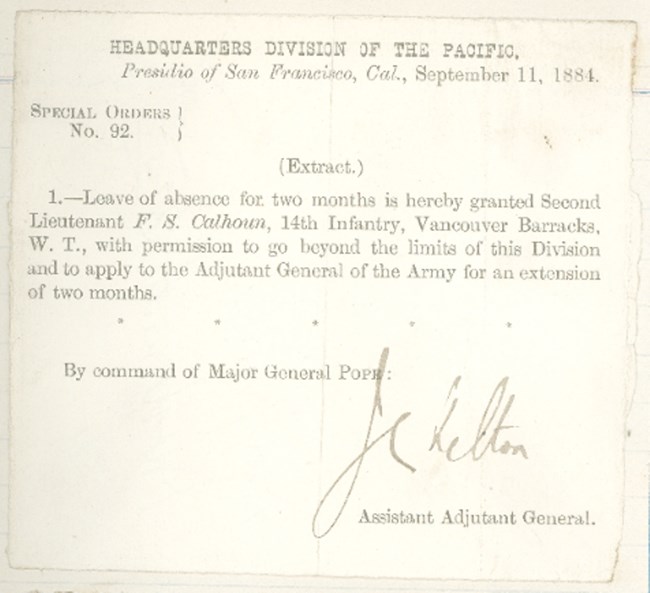 HEADQUARTERS DIVISION OF THE PACIFIC,
Presidio of San Francisco, Cal., September 11, 1884.
SPECIAL ORDERS }
No. 92.
(Extract.)
1.—Leave of absence for two months is hereby granted Second
Lieutenant F. S. Calhoun, 14th Infantry, Vancouver Barracks,
W. T., with permission to go beyond the limits of this Division
and to apply to the Adjutant General of the Army for an extension
of two months.
* * * * *
By command of Major General POPE:
J C Kelton
Assistant Adjutant General.